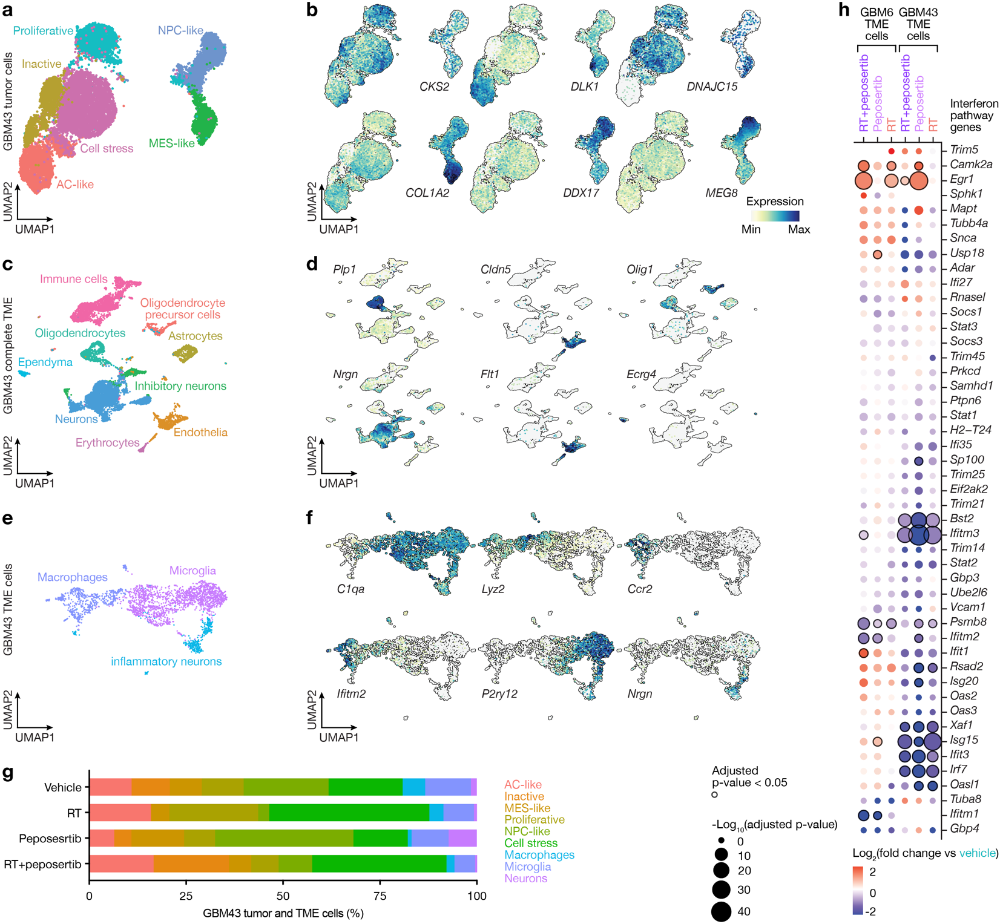 a
GBM43 tumor cells
Proliferative
NPC-like
Inactive
Cell stress
MES-like
AC-like
UMAP2
UMAP1
b
CKS2
DLK1
DNAJC15
COL1A2
DDX17
MEG8
UMAP2
UMAP1
Expression
Min
Max
c
GBM43 complete TME
Immune cells
Oligodendrocyte
precursor cells
Oligodendrocytes
Astrocytes
Ependyma
Inhibitory neurons
Neurons
Endothelia
Erythrocytes
UMAP2
UMAP1
d
Plp1
Cldn5
Olig1
Nrgn
Flt1
Ecrg4
UMAP2
UMAP1
e
GBM43 TME cells
Macrophages
Microglia
inflammatory neurons
UMAP2
UMAP1
f
C1qa
Lyz2
Ccr2
Ifitm2
P2ry12
Nrgn
UMAP2
UMAP1
g
Vehicle
RT
Peposesrtib
RT+peposertib
0
25
50
75
100
GBM43 tumor and TME cells (%)
AC-like
Inactive
MES-like
Proliferative
NPC-like
Cell stress
Macrophages
Microglia
Neurons
h
GBM6
TME
cells
GBM43
TME
cells
RT+peposertib
Peposertib
RT
RT+peposertib
Peposertib
RT
Interferon
pathway
genes
Trim5
Camk2a
Egr1
Sphk1
Mapt
Tubb4a
Snca
Usp18
Adar
Ifi27
Rnasel
Socs1
Stat3
Socs3
Trim45
Prkcd
Samhd1
Ptpn6
Stat1
H2–T24
Ifi35
Sp100
Trim25
Eif2ak2
Trim21
Bst2
Ifitm3
Trim14
Stat2
Gbp3
Ube2l6
Vcam1
Psmb8
Ifitm2
Ifit1
Rsad2
Isg20
Oas2
Oas3
Xaf1
Isg15
Ifit3
Irf7
Oasl1
Tuba8
Ifitm1
Gbp4
Adjusted
p-value < 0.05
-Log10(adjusted p-value)
0
10
20
30
40
Log2(fold change vs vehicle)
2
0
-2